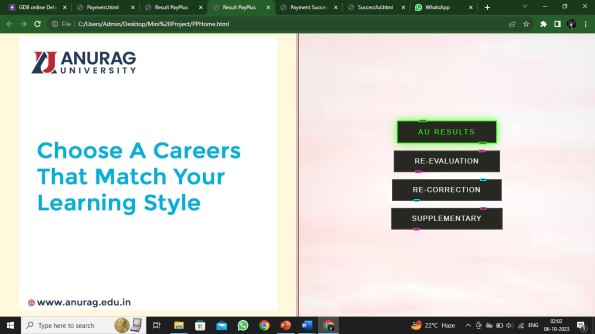 GDB online Deb
Payment.html
Result PayPlus
Result PayPlus
Payment Succes
Successful.html
WhatsApp
File
C:/Users/Admin/Desktop/Mini%20Project/PPHome.html
ANURAG
UNIVERSITY
Choose A Careers
That Match Your
Learning Style
www.anurag.edu.in
AU RESULTS
RE-EVALUATION
RE-CORRECTION
SUPPLEMENTARY
Type here to search
22°C Haze
ENG
02:02
06-10-2023